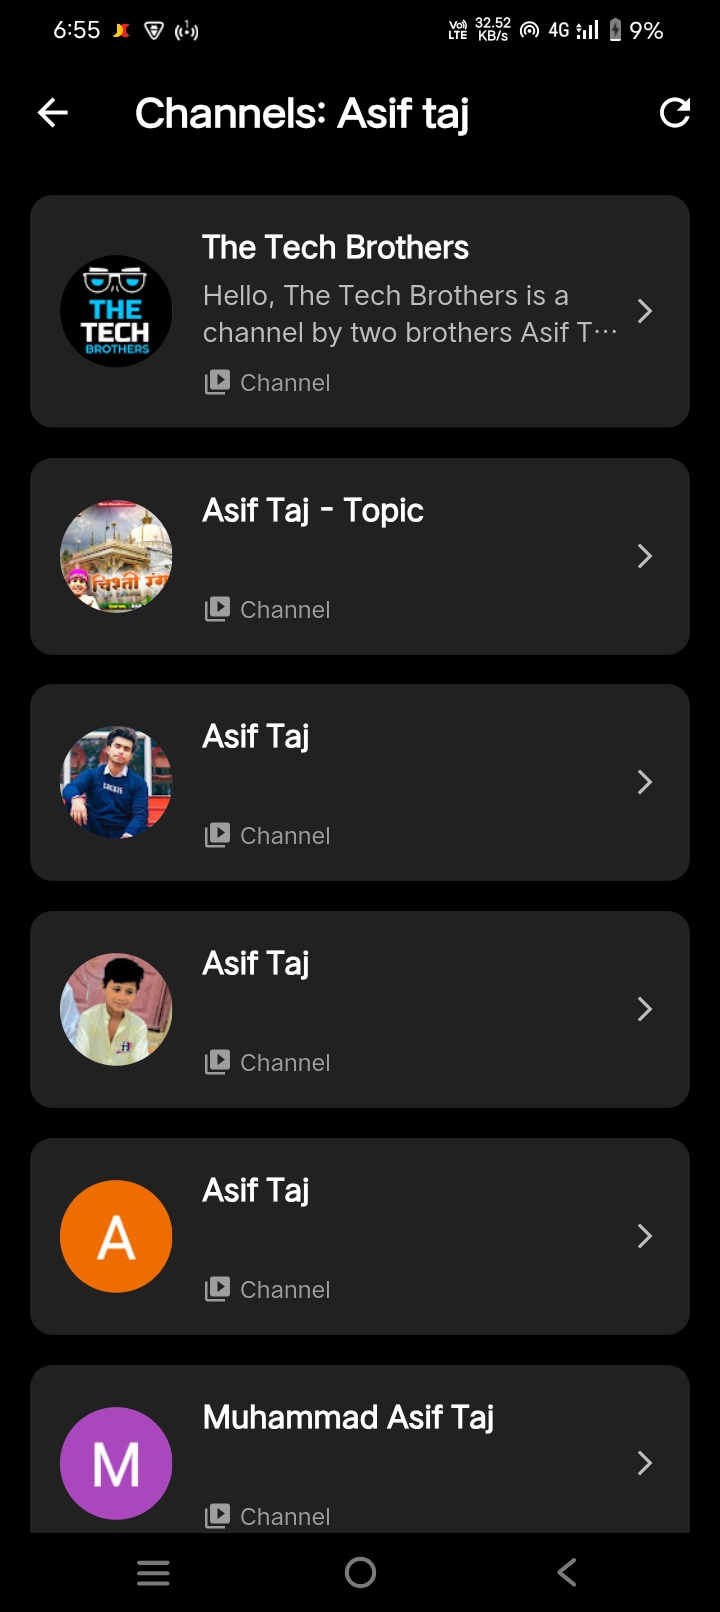 6:55
Vo) LTE 32.52 KB/s 4G 9%
Channels: Asif taj
The Tech Brothers
Hello, The Tech Brothers is a
channel by two brothers Asif T...
THE
TECH
BROTHERS
Channel
Asif Taj - Topic
चिश्ती रंग
Channel
Asif Taj
Channel
Asif Taj
Channel
A
Asif Taj
Channel
M
Muhammad Asif Taj
Channel